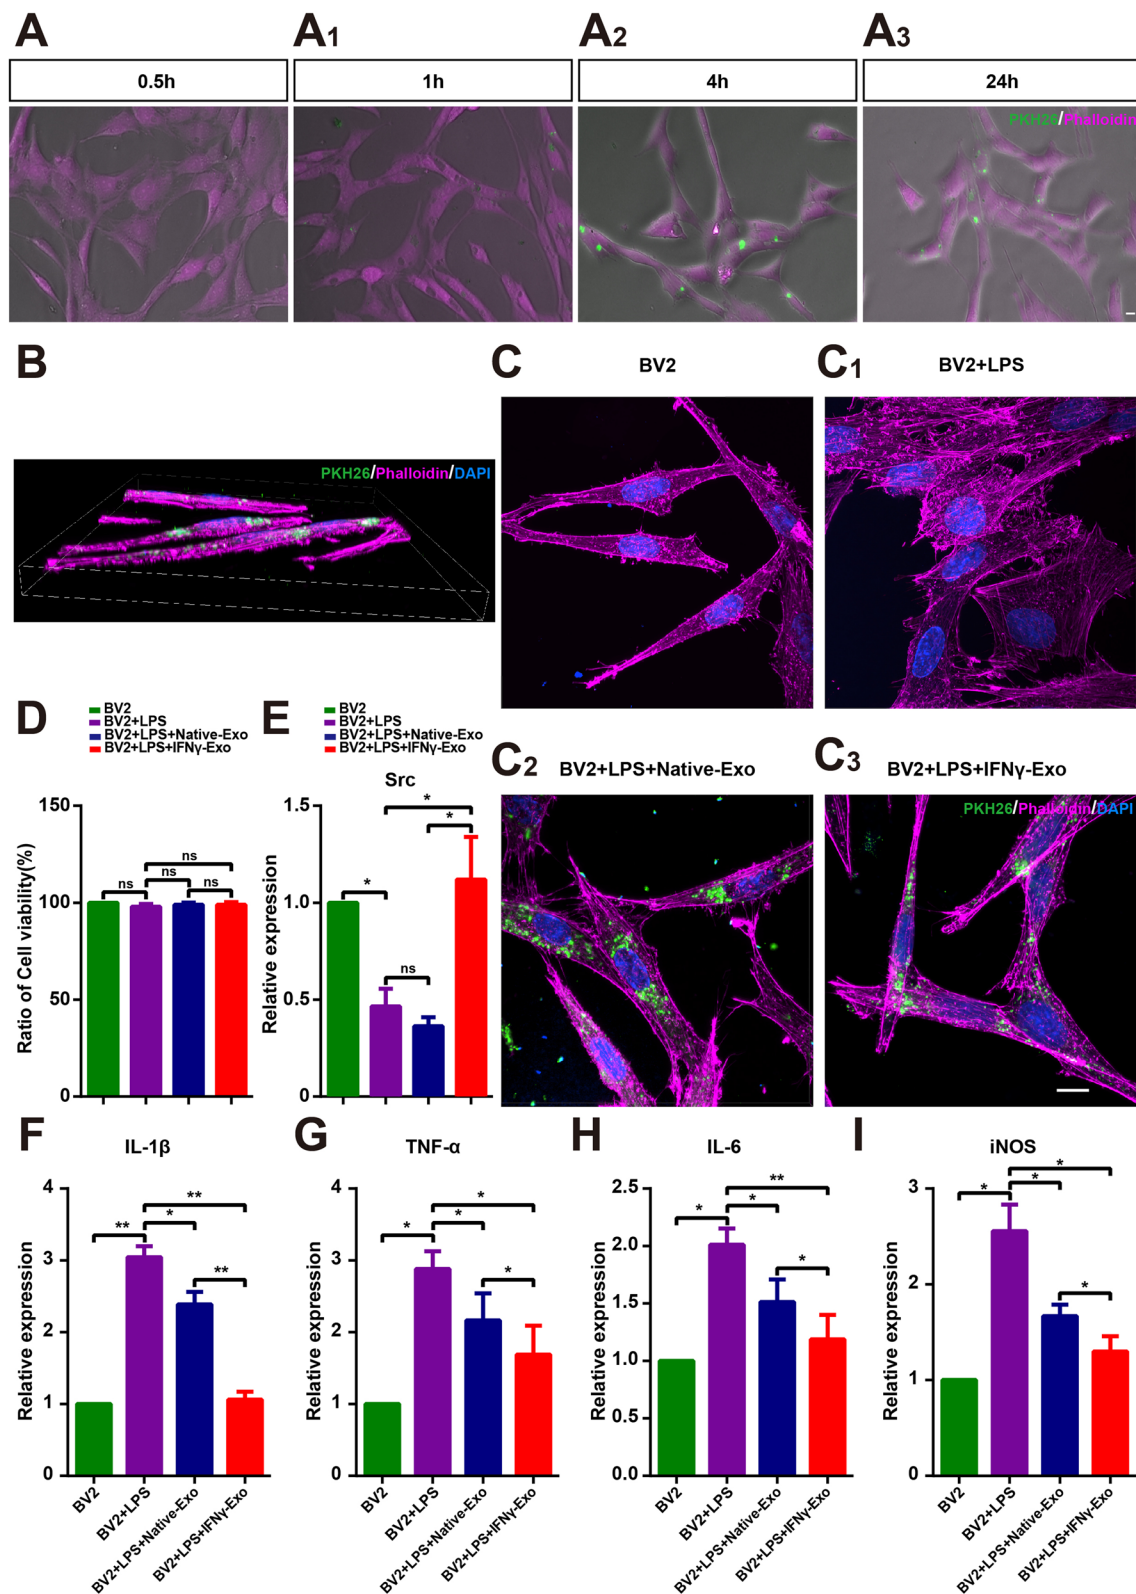 A A1 A2 A3
0.5h 1h 4h 24h
PKH26/Phalloidin
B C BV2 C1 BV2+LPS
PKH26/Phalloidin/DAPI
D
BV2
BV2+LPS
BV2+LPS+Native-Exo
BV2+LPS+IFNγ-Exo
Ratio of Cell viability(%)
150
100
50
0
ns
ns
ns
ns
E
BV2
BV2+LPS
BV2+LPS+Native-Exo
BV2+LPS+IFNγ-Exo
Src
Relative expression
1.5
1.0
0.5
0
*
*
*
ns
C2 BV2+LPS+Native-Exo
C3 BV2+LPS+IFNγ-Exo
PKH26/Phalloidin/DAPI
F
IL-1β
Relative expression
4
3
2
1
0
**
**
*
**
BV2
BV2+LPS
BV2+LPS+Native-Exo
BV2+LPS+IFNγ-Exo
G
TNF-α
Relative expression
4
3
2
1
0
*
*
*
*
BV2
BV2+LPS
BV2+LPS+Native-Exo
BV2+LPS+IFNγ-Exo
H
IL-6
Relative expression
2.5
2.0
1.5
1.0
0.5
0.0
**
*
*
*
BV2
BV2+LPS
BV2+LPS+Native-Exo
BV2+LPS+IFNγ-Exo
I
iNOS
Relative expression
3
2
1
0
*
*
*
*
BV2
BV2+LPS
BV2+LPS+Native-Exo
BV2+LPS+IFNγ-Exo